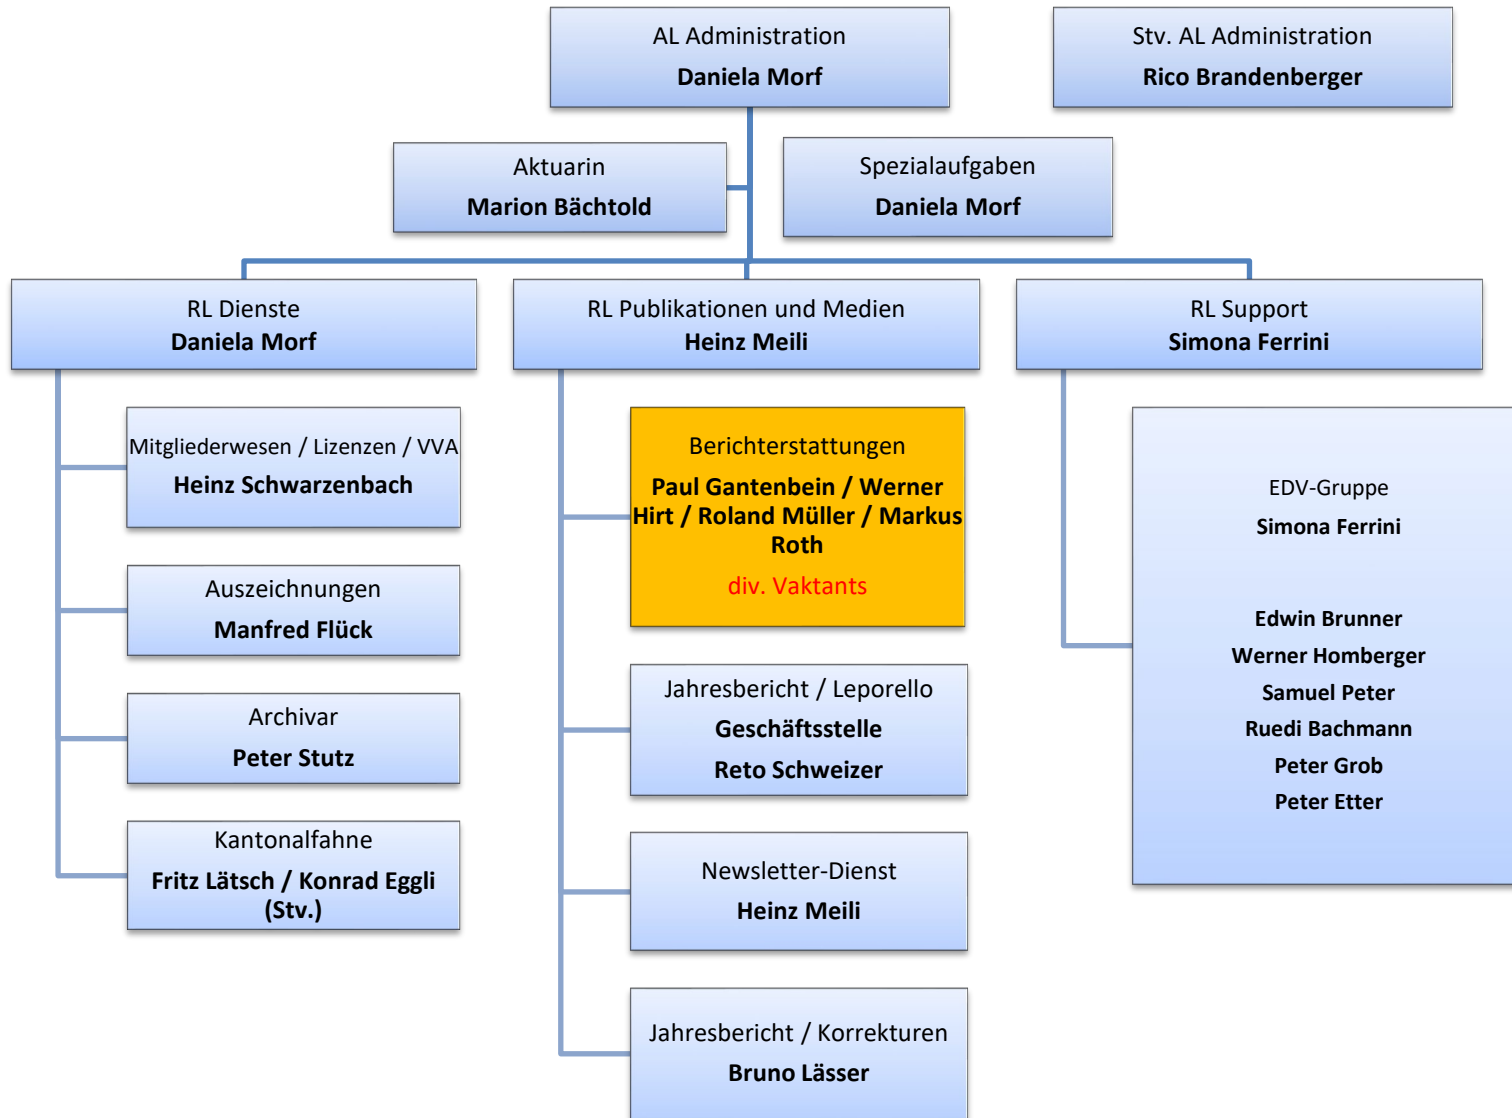 AL Administration
Daniela Morf
Stv. AL Administration
Rico Brandenberger
Aktuarin
Marion Bächtold
Spezialaufgaben
Daniela Morf
RL Dienste
Daniela Morf
RL Publikationen und Medien
Heinz Meili
RL Support
Simona Ferrini
Mitgliederwesen / Lizenzen / VVA
Heinz Schwarzenbach
Auszeichnungen
Manfred Flück
Archivar
Peter Stutz
Kantonalfahne
Fritz Lätsch / Konrad Eggli
(Stv.)
Berichterstattungen
Paul Gantenbein / Werner
Hirt / Roland Müller / Markus
Roth
div. Vaktants
Jahresbericht / Leporello
Geschäftsstelle
Reto Schweizer
Newsletter-Dienst
Heinz Meili
Jahresbericht / Korrekturen
Bruno Lässer
EDV-Gruppe
Simona Ferrini
Edwin Brunner
Werner Homberger
Samuel Peter
Ruedi Bachmann
Peter Grob
Peter Etter